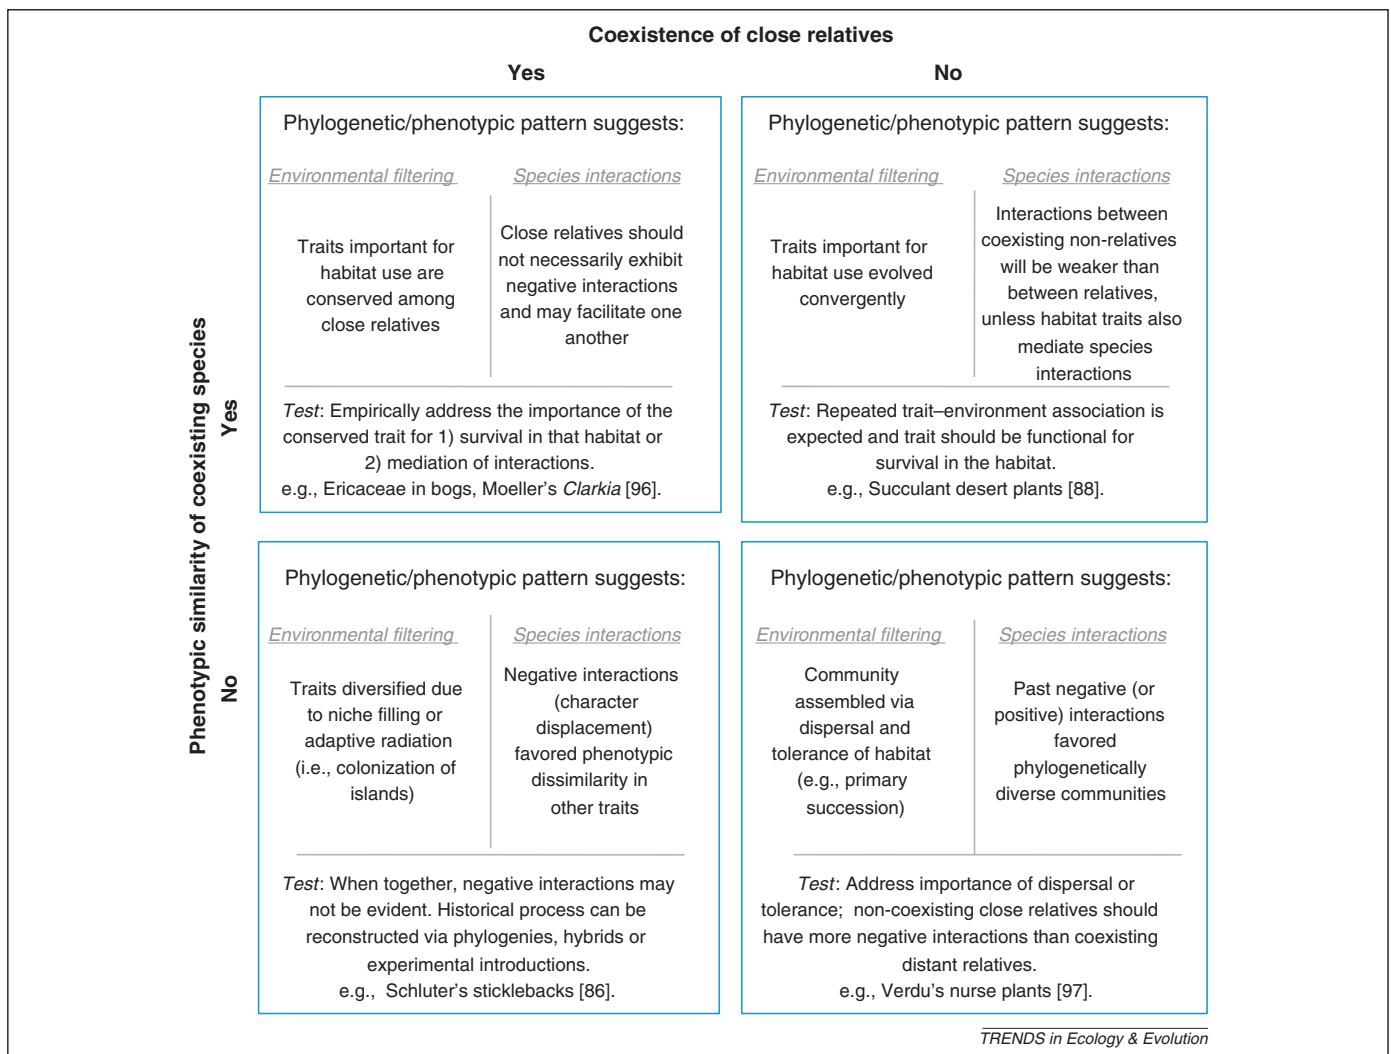 Coexistence of close relatives
Yes
No
Phenotypic similarity of coexisting species
Yes
Phylogenetic/phenotypic pattern suggests:
Environmental filtering
Traits important for
habitat use are
conserved among
close relatives
Species interactions
Close relatives should
not necessarily exhibit
negative interactions
and may facilitate one
another
Test: Empirically address the importance of the
conserved trait for 1) survival in that habitat or
2) mediation of interactions.
e.g., Ericaceae in bogs, Moeller's Clarkia [96].
Phylogenetic/phenotypic pattern suggests:
Environmental filtering
Traits important for
habitat use evolved
convergently
Species interactions
Interactions between
coexisting non-relatives
will be weaker than
between relatives,
unless habitat traits also
mediate species
interactions
Test: Repeated trait–environment association is
expected and trait should be functional for
survival in the habitat.
e.g., Succulant desert plants [88].
No
Phylogenetic/phenotypic pattern suggests:
Environmental filtering
Traits diversified due
to niche filling or
adaptive radiation
(i.e., colonization of
islands)
Species interactions
Negative interactions
(character
displacement)
favored phenotypic
dissimilarity in
other traits
Test: When together, negative interactions may
not be evident. Historical process can be
reconstructed via phylogenies, hybrids or
experimental introductions.
e.g., Schluter's sticklebacks [86].
Phylogenetic/phenotypic pattern suggests:
Environmental filtering
Community
assembled via
dispersal and
tolerance of habitat
(e.g., primary
succession)
Species interactions
Past negative (or
positive) interactions
favored
phylogenetically
diverse communities
Test: Address importance of dispersal or
tolerance; non-coexisting close relatives should
have more negative interactions than coexisting
distant relatives.
e.g., Verdu's nurse plants [97].
TRENDS in Ecology & Evolution